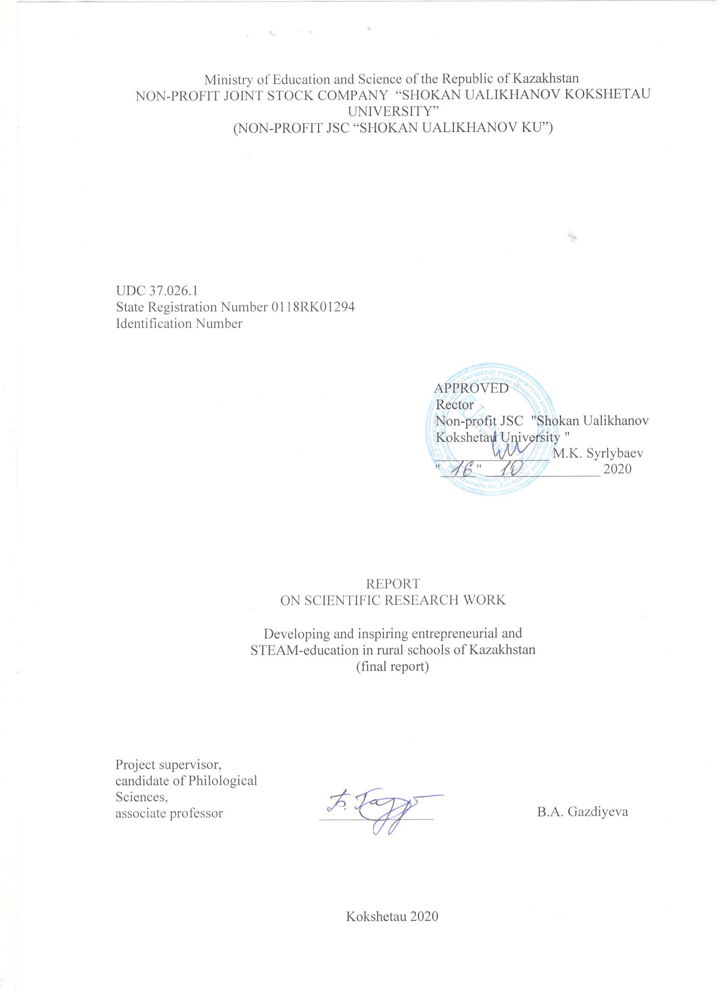 Ministry of Education and Science of the Republic of Kazakhstan
NON-PROFIT JOINT STOCK COMPANY “SHOKAN UALIKHANOV KOKSHETAU
UNIVERSITY”
(NON-PROFIT JSC “SHOKAN UALIKHANOV KU”)
UDC 37.026.1
State Registration Number 0118RK01294
Identification Number
APPROVED
Rector
Non-profit JSC "Shokan Ualikhanov
Kokshetau University "
M.K. Syrlybaev
" 16 " 10 2020
REPORT
ON SCIENTIFIC RESEARCH WORK
Developing and inspiring entrepreneurial and
STEAM-education in rural schools of Kazakhstan
(final report)
Project supervisor,
candidate of Philological
Sciences,
associate professor
B.A. Gazdiyeva
Kokshetau 2020